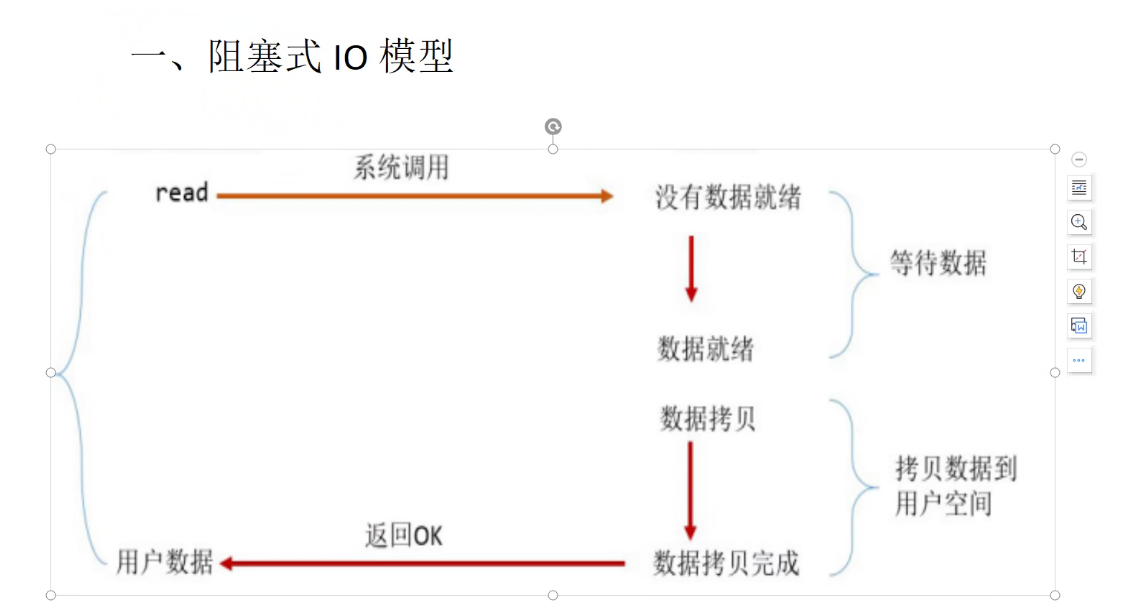 一、阻塞式 IO 模型
系统调用
read
没有数据就绪
等待数据
数据就绪
数据拷贝
拷贝数据到
用户空间
返回OK
用户数据
数据拷贝完成